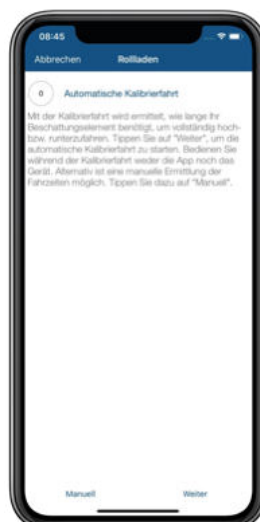 08:45
Abbrechen Rollladen
0 Automatische Kalibrierfahrt
Mit der Kalibrierfahrt wird ermittelt, wie lange Ihr
Beschattungselement benötigt, um vollständig hoch-
bzw. runterzufahren. Tippen Sie auf "Weiter", um die
automatische Kalibrierfahrt zu starten. Bedienen Sie
während der Kalibrierfahrt weder die App noch das
Gerät. Alternativ ist eine manuelle Ermittlung der
Fahrzeiten möglich. Tippen Sie dazu auf "Manuell".
Manuell Weiter